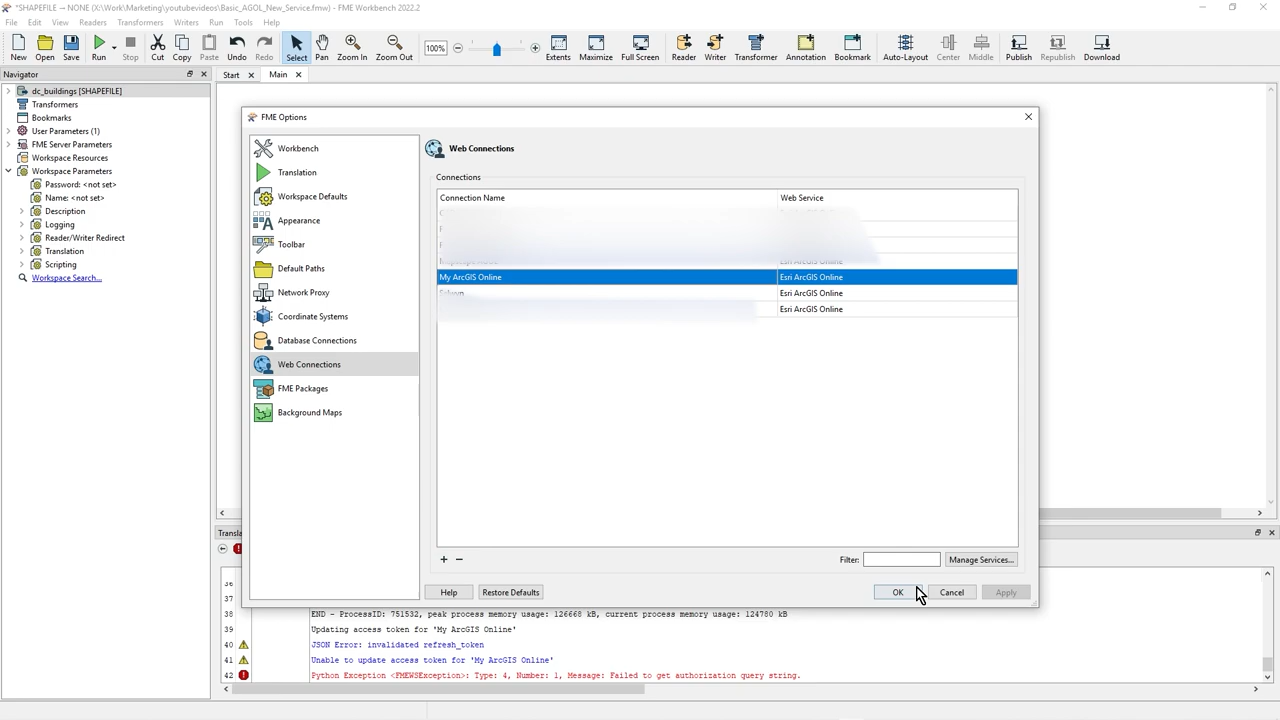 *SHAPEFILE → NONE (X:\Work\Marketing\youtubevideos\Basic_AGOL_New_Service.fmw) - FME Workbench 2022.2
File Edit View Readers Transformers Writers Run Tools Help
New Open Save Run Stop Cut Copy Paste Undo Redo Select Pan Zoom in Zoom Out 100% Extents Maximize Full Screen Reader Writer Transformer Annotation Bookmark Auto-Layout Center Middle Publish Republish Download
Navigator
Start Main
dc_buildings [SHAPEFILE]
Transformers
Bookmarks
User Parameters (1)
FME Server Parameters
Workspace Resources
Workspace Parameters
Password: <not set>
Name: <not set>
Description
Logging
Reader/Writer Redirect
Translation
Scripting
Workspace Search...
FME Options
Workbench
Translation
Workspace Defaults
Appearance
Toolbar
Default Paths
Network Proxy
Coordinate Systems
Database Connections
Web Connections
FME Packages
Background Maps
Web Connections
Connections
Connection Name Web Service
My ArcGIS Online Esri ArcGIS Online
Esri ArcGIS Online
Esri ArcGIS Online
Filter: Manage Services...
Help Restore Defaults OK Cancel Apply
38 END - ProcessID: 751532, peak process memory usage: 126668 kB, current process memory usage: 124780 kB
39 Updating access token for 'My ArcGIS Online'
40 JSON Error: invalidated refresh_token
41 Unable to update access token for 'My ArcGIS Online'
42 Python Exception <FMEWSException>: Type: 4, Number: 1, Message: Failed to get authorization query string.